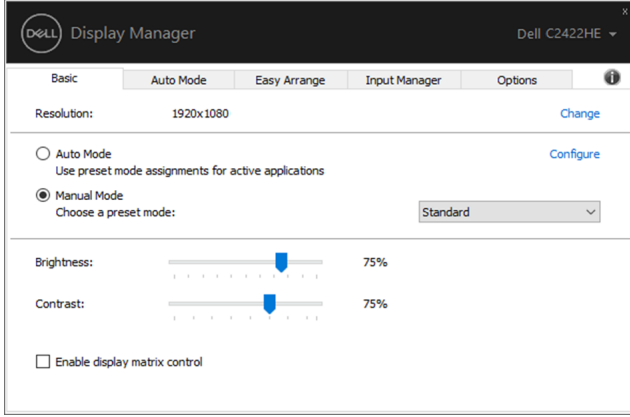 x
DELL Display Manager Dell C2422HE
Basic Auto Mode Easy Arrange Input Manager Options i
Resolution: 1920x1080 Change
Auto Mode Configure
Use preset mode assignments for active applications
Manual Mode
Choose a preset mode: Standard
Brightness: 75%
Contrast: 75%
Enable display matrix control